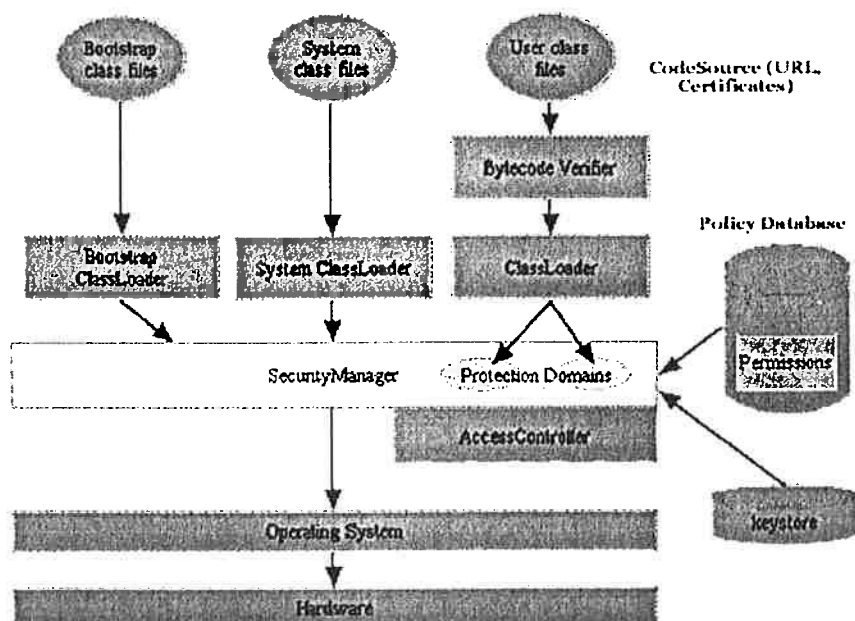 Bootstrap
class files
System
class files
User class
files
CodeSource (URL,
Certificates)
Bytecode Verifier
Policy Database
Bootstrap
ClassLoader
System ClassLoader
ClassLoader
Permissions
SecurityManager
Protection Domains
AccessController
keystore
Operating System
Hardware